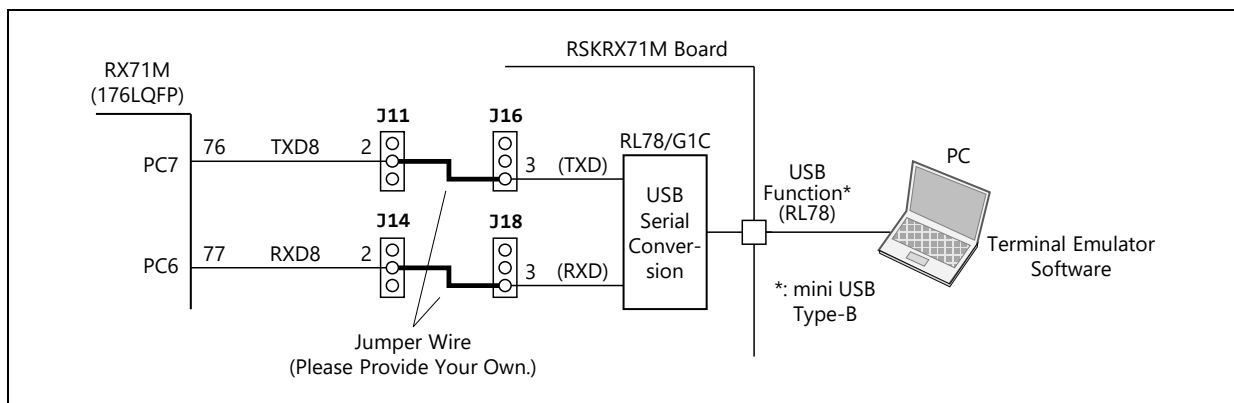 RSKRX71M Board
RX71M
(176LQFP)
J11
J16
RL78/G1C
PC
PC7
76
TXD8
2
3
(TXD)
USB
Serial
Conver-
sion
USB
Function*
(RL78)
J14
J18
PC6
77
RXD8
2
3
(RXD)
Terminal Emulator
Software
*: mini USB
Type-B
Jumper Wire
(Please Provide Your Own.)